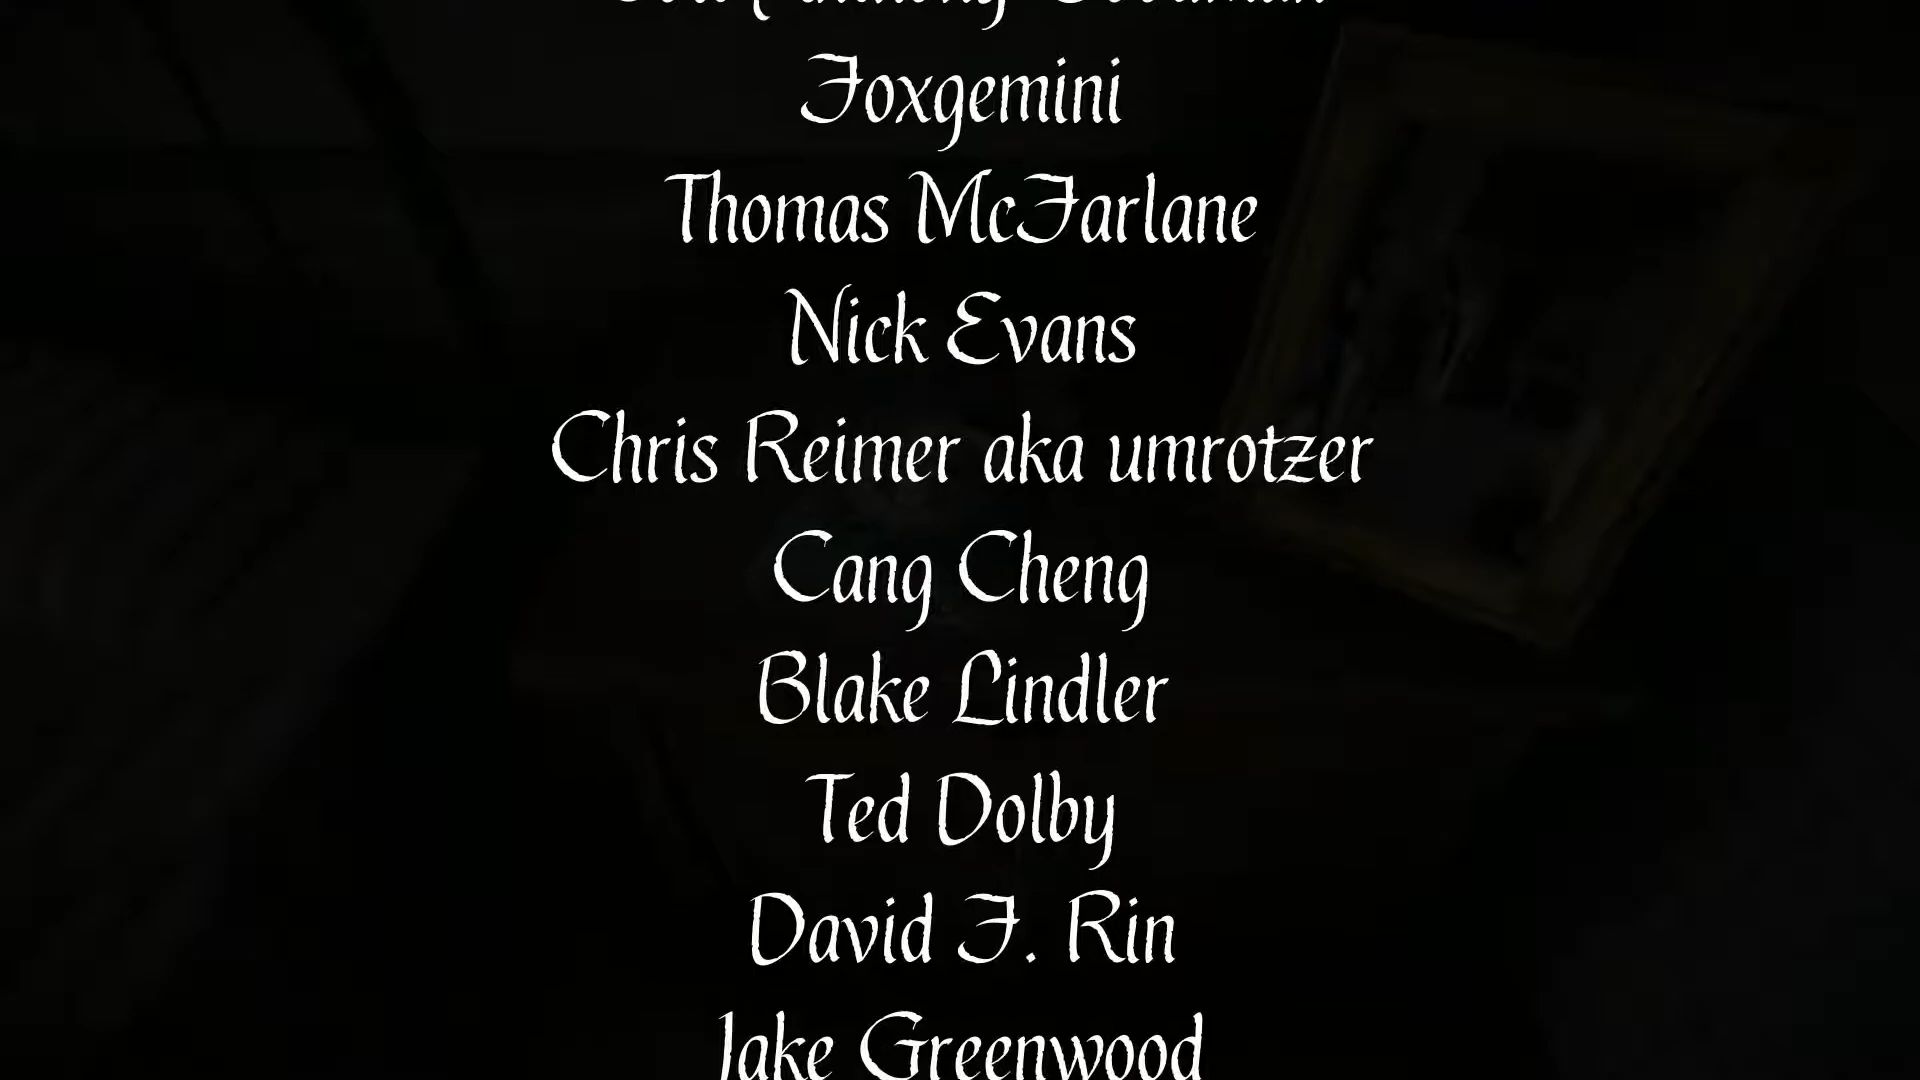 Foxgemini
Thomas McFarlane
Nick Evans
Chris Reimer aka umrotzer
Cang Cheng
Blake Lindler
Ted Dolby
David F. Rin
Jake Greenwood